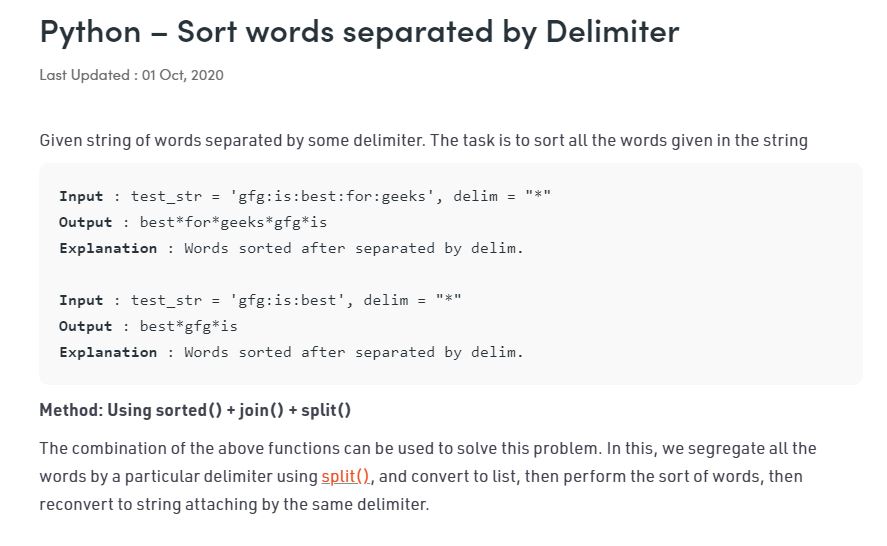 Python – Sort words separated by Delimiter
Last Updated : 01 Oct, 2020
Given string of words separated by some delimiter. The task is to sort all the words given in the string
Input : test_str = 'gfg:is:best:for:geeks', delim = "*"
Output : best*for*geeks*gfg*is
Explanation : Words sorted after separated by delim.
Input : test_str = 'gfg:is:best', delim = "*"
Output : best*gfg*is
Explanation : Words sorted after separated by delim.
Method: Using sorted() + join() + split()
The combination of the above functions can be used to solve this problem. In this, we segregate all the
words by a particular delimiter using split(), and convert to list, then perform the sort of words, then
reconvert to string attaching by the same delimiter.